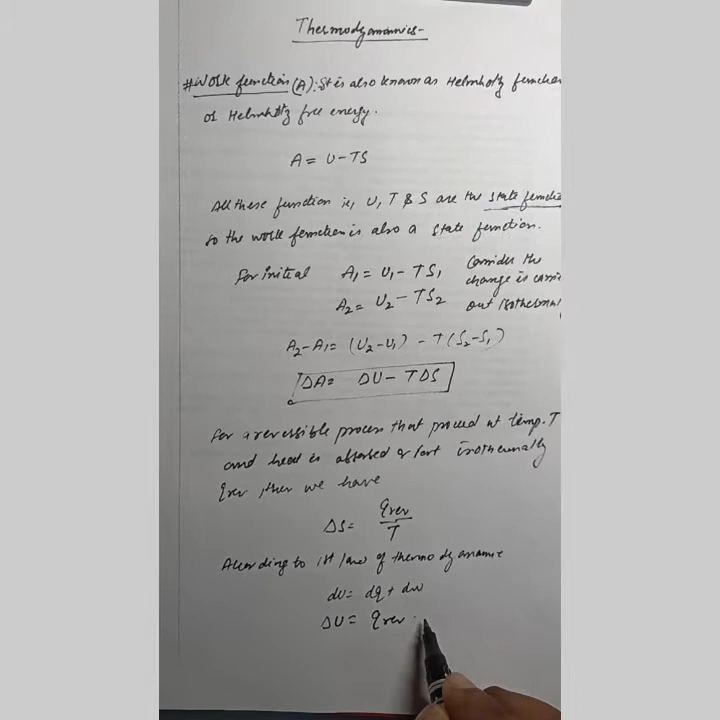 Thermodynamics-
#Work function (A): It is also known as Helmholtz function
or Helmholtz free energy.
A = U - TS
All these function i.e, U, T & S are the state functi
so the work function is also a state function.
For initial A₁ = U₁ - TS₁ Consider the
A₂ = U₂ - TS₂ change is carri
out isothermal
A₂-A₁ = (U₂-U₁) - T(S₂-S₁)
ΔA = ΔU - TΔS
For a reversible process that proceed at temp. T
and heat is absorbed or lost isothermally
qrev, then we have
ΔS = qrev/T
According to 1st law of thermodynamic
dU = dq + dw
ΔU = qrev